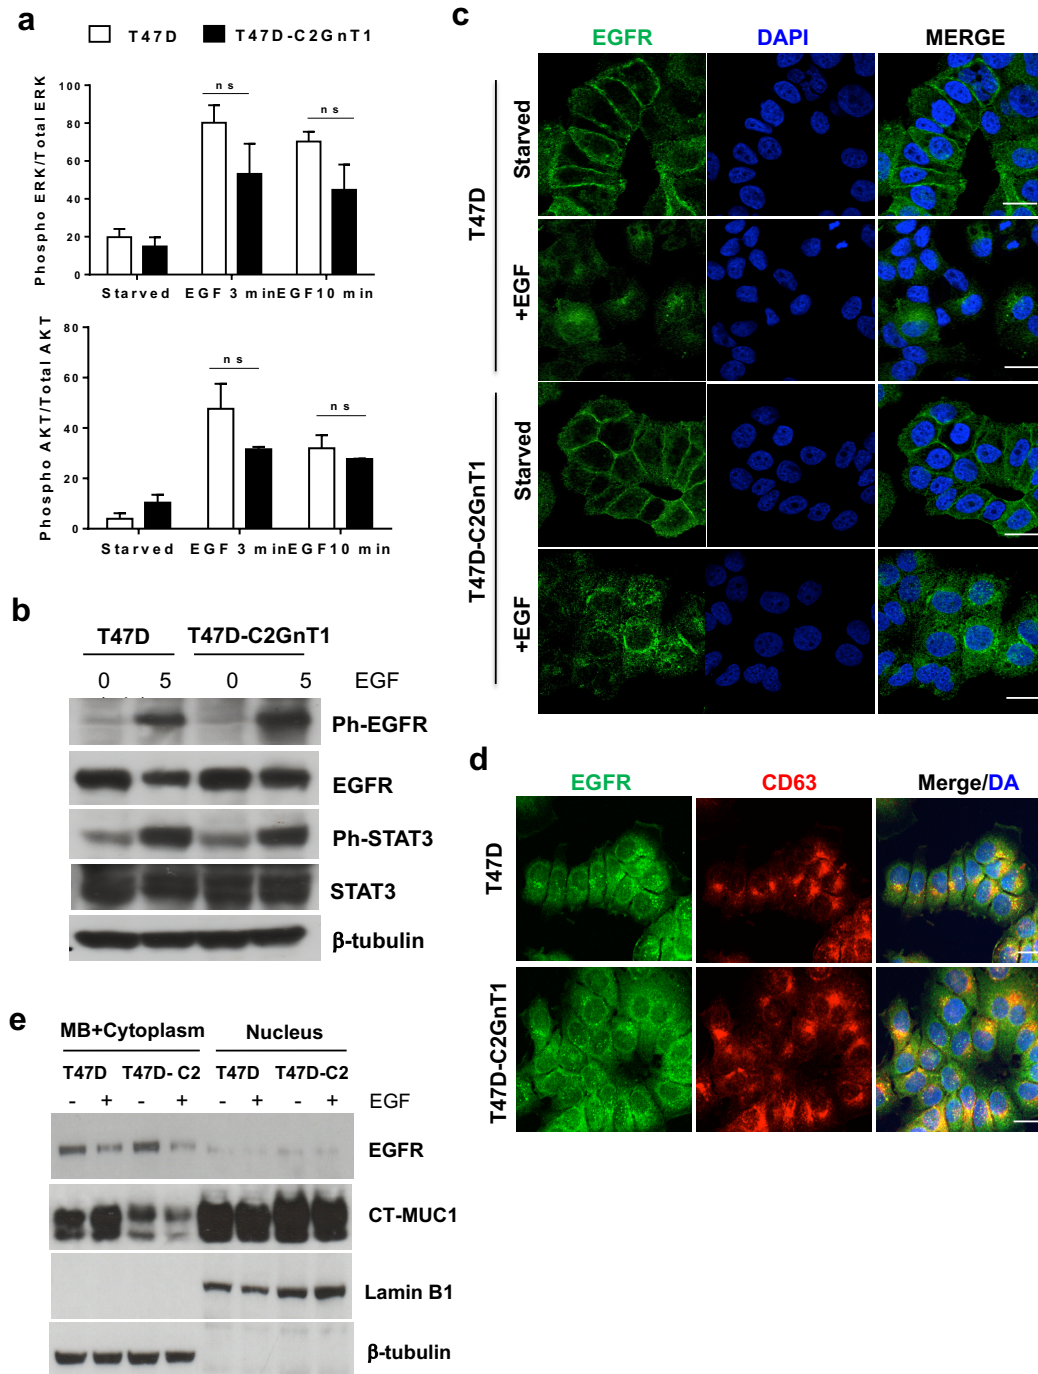 a
T47D T47D-C2GnT1
Phospho ERK/Total ERK
100
80
60
40
20
0
ns ns
Starved EGF 3 min EGF10 min
Phospho AKT/Total AKT
80
60
40
20
0
ns ns
Starved EGF 3 min EGF10 min
b
T47D T47D-C2GnT1
0 5 0 5 EGF
Ph-EGFR
EGFR
Ph-STAT3
STAT3
β-tubulin
c
EGFR DAPI MERGE
T47D
Starved
+EGF
T47D-C2GnT1
Starved
+EGF
d
EGFR CD63 Merge/DA
T47D
T47D-C2GnT1
e
MB+Cytoplasm Nucleus
T47D T47D- C2 T47D T47D-C2
- + - + - + - + EGF
EGFR
CT-MUC1
Lamin B1
β-tubulin